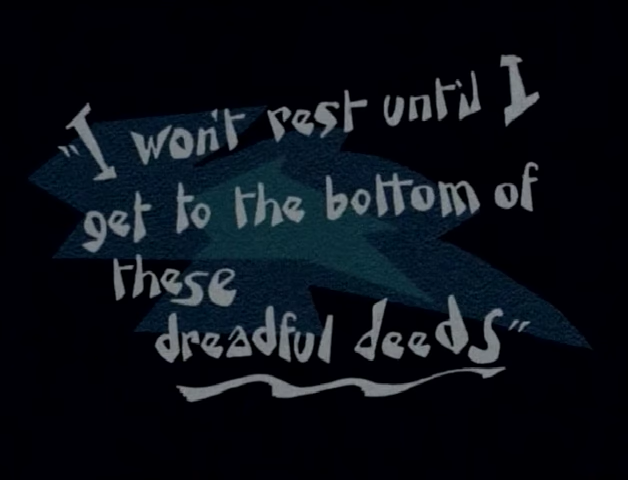 "I won't rest until I
get to the bottom of
these
dreadful deeds"